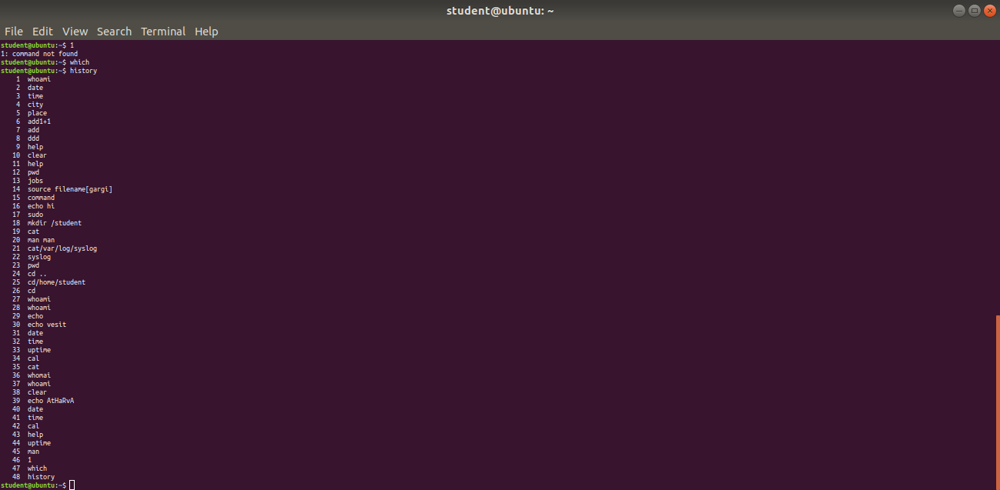 student@ubuntu: ~
File Edit View Search Terminal Help
student@ubuntu:~$ 1
1: command not found
student@ubuntu:~$ which
student@ubuntu:~$ history
1 whoami
2 date
3 time
4 city
5 place
6 add1+1
7 add
8 ddd
9 help
10 clear
11 help
12 pwd
13 jobs
14 source filename[gargi]
15 command
16 echo hi
17 sudo
18 mkdir /student
19 cat
20 man man
21 cat/var/log/syslog
22 syslog
23 pwd
24 cd ..
25 cd/home/student
26 cd
27 whoami
28 whoami
29 echo
30 echo vesit
31 date
32 time
33 uptime
34 cal
35 cat
36 whomai
37 whoami
38 clear
39 echo AtHaRvA
40 date
41 time
42 cal
43 help
44 uptime
45 man
46 1
47 which
48 history
student@ubuntu:~$